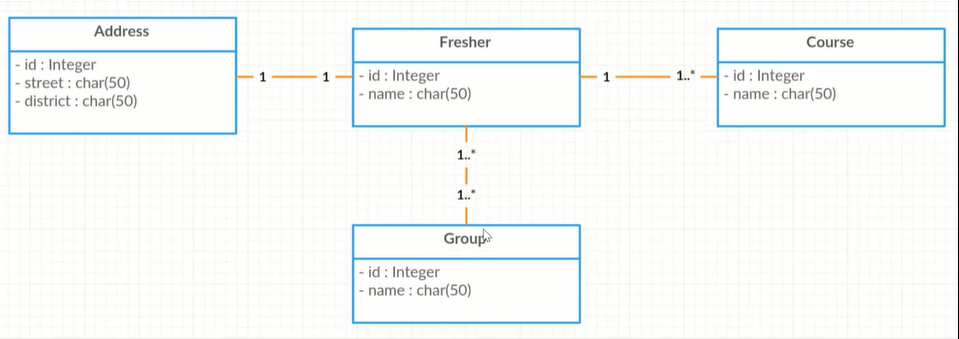 Address
- id : Integer
- street : char(50)
- district : char(50)
1
1
Fresher
- id : Integer
- name : char(50)
1
1..*
Course
- id : Integer
- name : char(50)
1..*
1..*
Group
- id : Integer
- name : char(50)